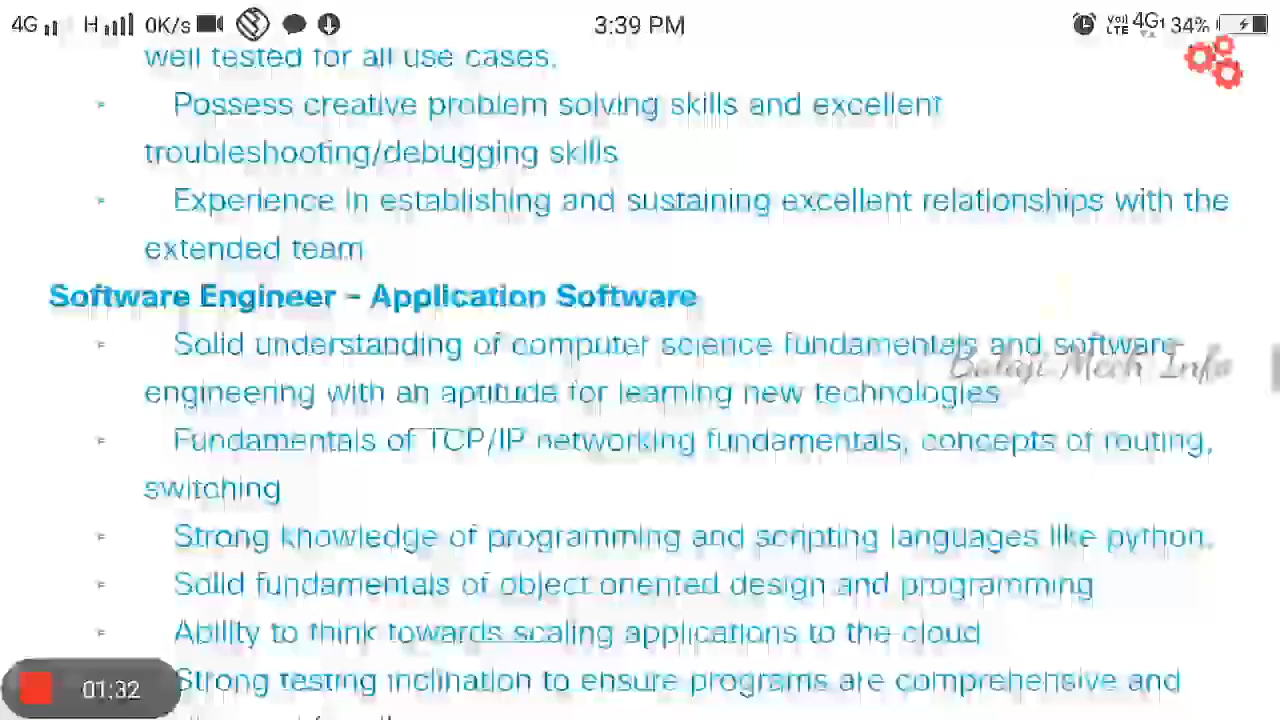 4G H 0K/s 3:39 PM VoLTE 4G1 34%
well tested for all use cases.
Possess creative problem solving skills and excellent
troubleshooting/debugging skills
Experience in establishing and sustaining excellent relationships with the
extended team
Software Engineer – Application Software
Solid understanding of computer science fundamentals and software
Balaji Mech Info
engineering with an aptitude for learning new technologies
Fundamentals of TCP/IP networking fundamentals, concepts of routing,
switching
Strong knowledge of programming and scripting languages like python.
Solid fundamentals of object oriented design and programming
Ability to think towards scaling applications to the cloud
01:32
Strong testing inclination to ensure programs are comprehensive and